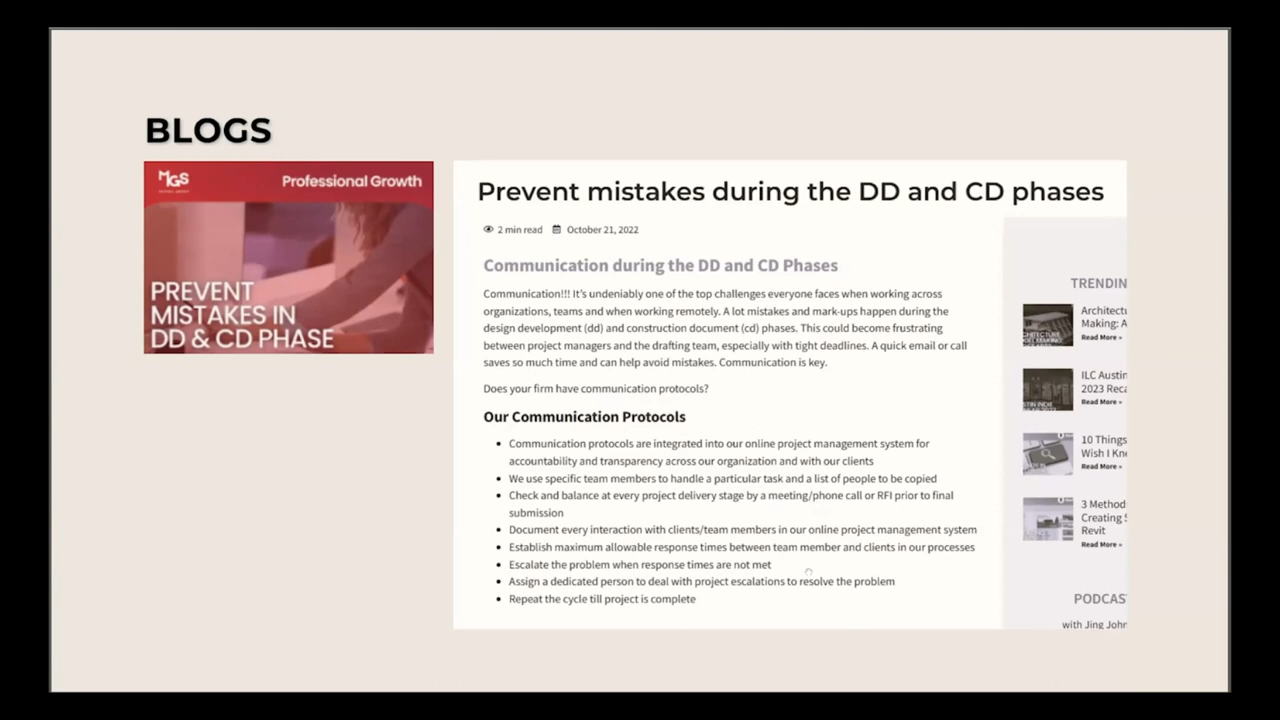 BLOGS
MGS
Professional Growth
PREVENT
MISTAKES IN
DD & CD PHASE
Prevent mistakes during the DD and CD phases
2 min read October 21, 2022
Communication during the DD and CD Phases
Communication!!! It's undeniably one of the top challenges everyone faces when working across
organizations, teams and when working remotely. A lot mistakes and mark-ups happen during the
design development (dd) and construction document (cd) phases. This could become frustrating
between project managers and the drafting team, especially with tight deadlines. A quick email or call
saves so much time and can help avoid mistakes. Communication is key.
Does your firm have communication protocols?
Our Communication Protocols
• Communication protocols are integrated into our online project management system for
accountability and transparency across our organization and with our clients
• We use specific team members to handle a particular task and a list of people to be copied
• Check and balance at every project delivery stage by a meeting/phone call or RFI prior to final
submission
• Document every interaction with clients/team members in our online project management system
• Establish maximum allowable response times between team member and clients in our processes
• Escalate the problem when response times are not met
• Assign a dedicated person to deal with project escalations to resolve the problem
• Repeat the cycle till project is complete
TRENDIN
Architectu
Making: A
Read More »
ILC Austin
2023 Reca
Read More »
10 Things
Wish I Kne
Read More »
3 Method
Creating S
Revit
Read More »
PODCAS
with Jing John